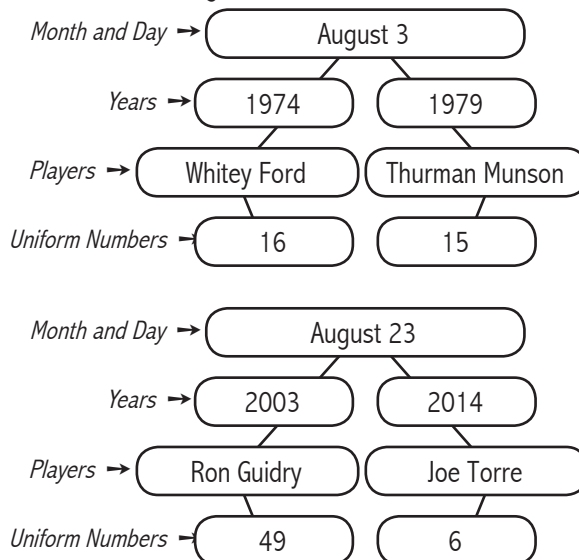 Month and Day → August 3
Years → 1974 1979
Players → Whitey Ford Thurman Munson
Uniform Numbers → 16 15
Month and Day → August 23
Years → 2003 2014
Players → Ron Guidry Joe Torre
Uniform Numbers → 49 6